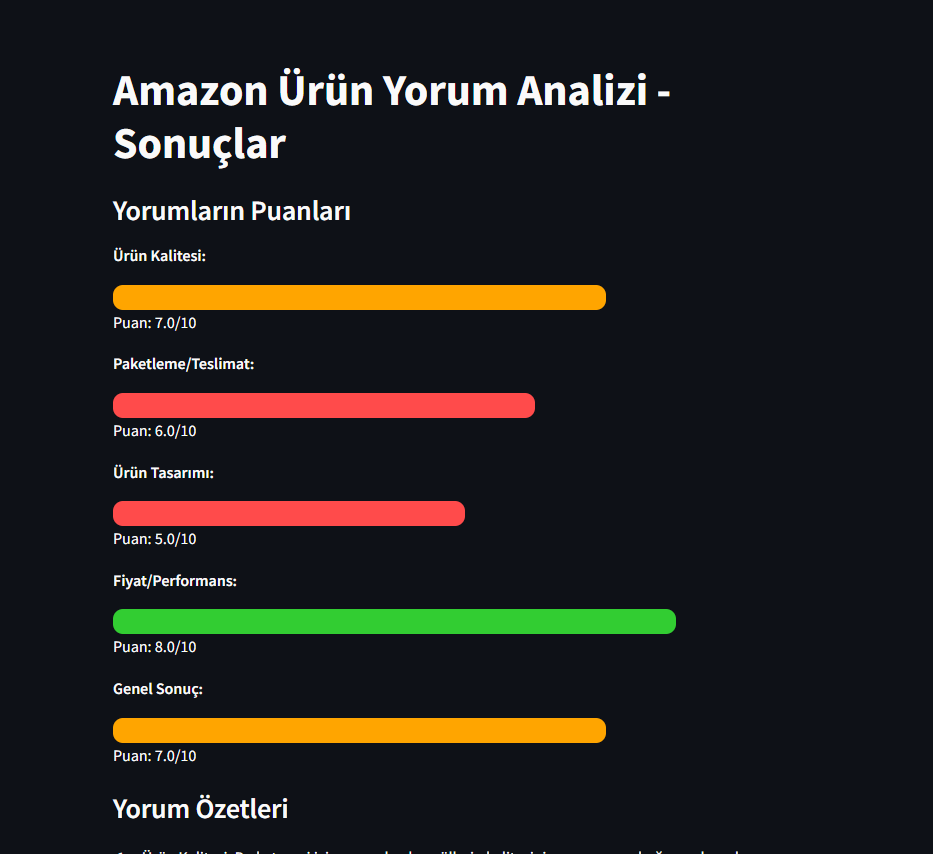 Amazon Ürün Yorum Analizi -
Sonuçlar
Yorumların Puanları
Ürün Kalitesi:
Puan: 7.0/10
Paketleme/Teslimat:
Puan: 6.0/10
Ürün Tasarımı:
Puan: 5.0/10
Fiyat/Performans:
Puan: 8.0/10
Genel Sonuç:
Puan: 7.0/10
Yorum Özetleri